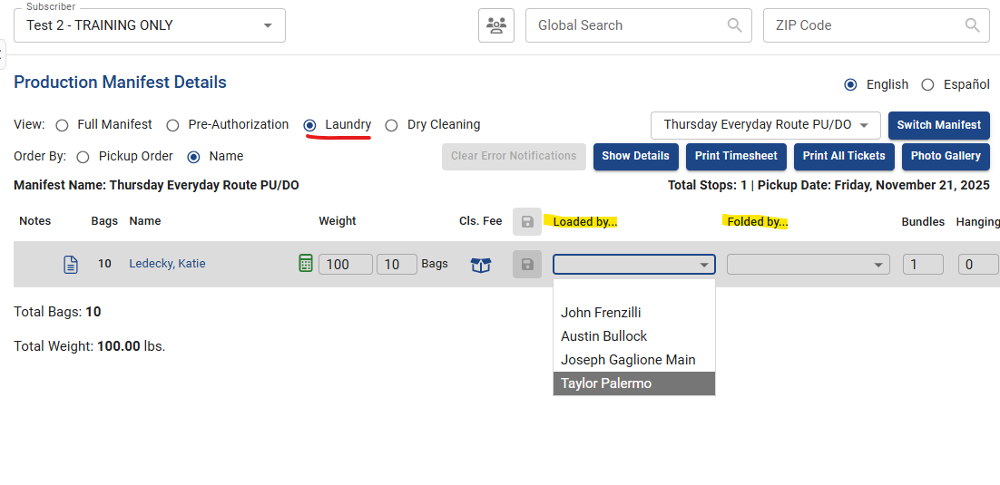 Subscriber
Test 2 - TRAINING ONLY
Global Search
ZIP Code
Production Manifest Details
English Español
View: Full Manifest Pre-Authorization Laundry Dry Cleaning
Thursday Everyday Route PU/DO Switch Manifest
Order By: Pickup Order Name
Clear Error Notifications Show Details Print Timesheet Print All Tickets Photo Gallery
Manifest Name: Thursday Everyday Route PU/DO Total Stops: 1 | Pickup Date: Friday, November 21, 2025
Notes Bags Name Weight Cls. Fee Loaded by... Folded by... Bundles Hanging
10 Ledecky, Katie 100 10 Bags 1 0
Total Bags: 10
John Frenzilli
Austin Bullock
Total Weight: 100.00 lbs.
Joseph Gaglione Main
Taylor Palermo